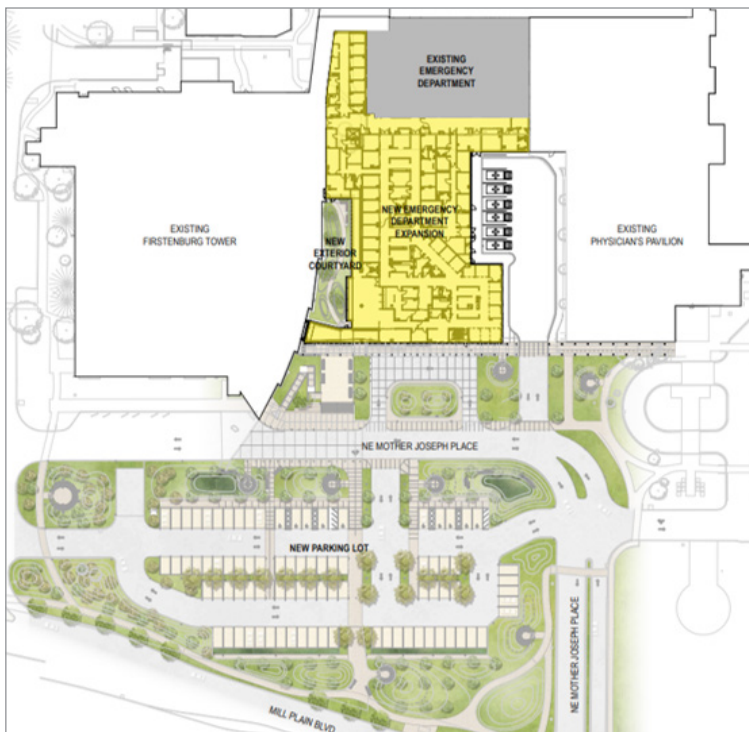 EXISTING
EMERGENCY
DEPARTMENT
NEW EMERGENCY
DEPARTMENT
EXPANSION
EXISTING
FIRSTENBURG TOWER
NEW
EXTERIOR
COURTYARD
EXISTING
PHYSICIAN'S PAVILION
NE MOTHER JOSEPH PLACE
NEW PARKING LOT
NE MOTHER JOSEPH PLACE
MILL PLAIN BLVD